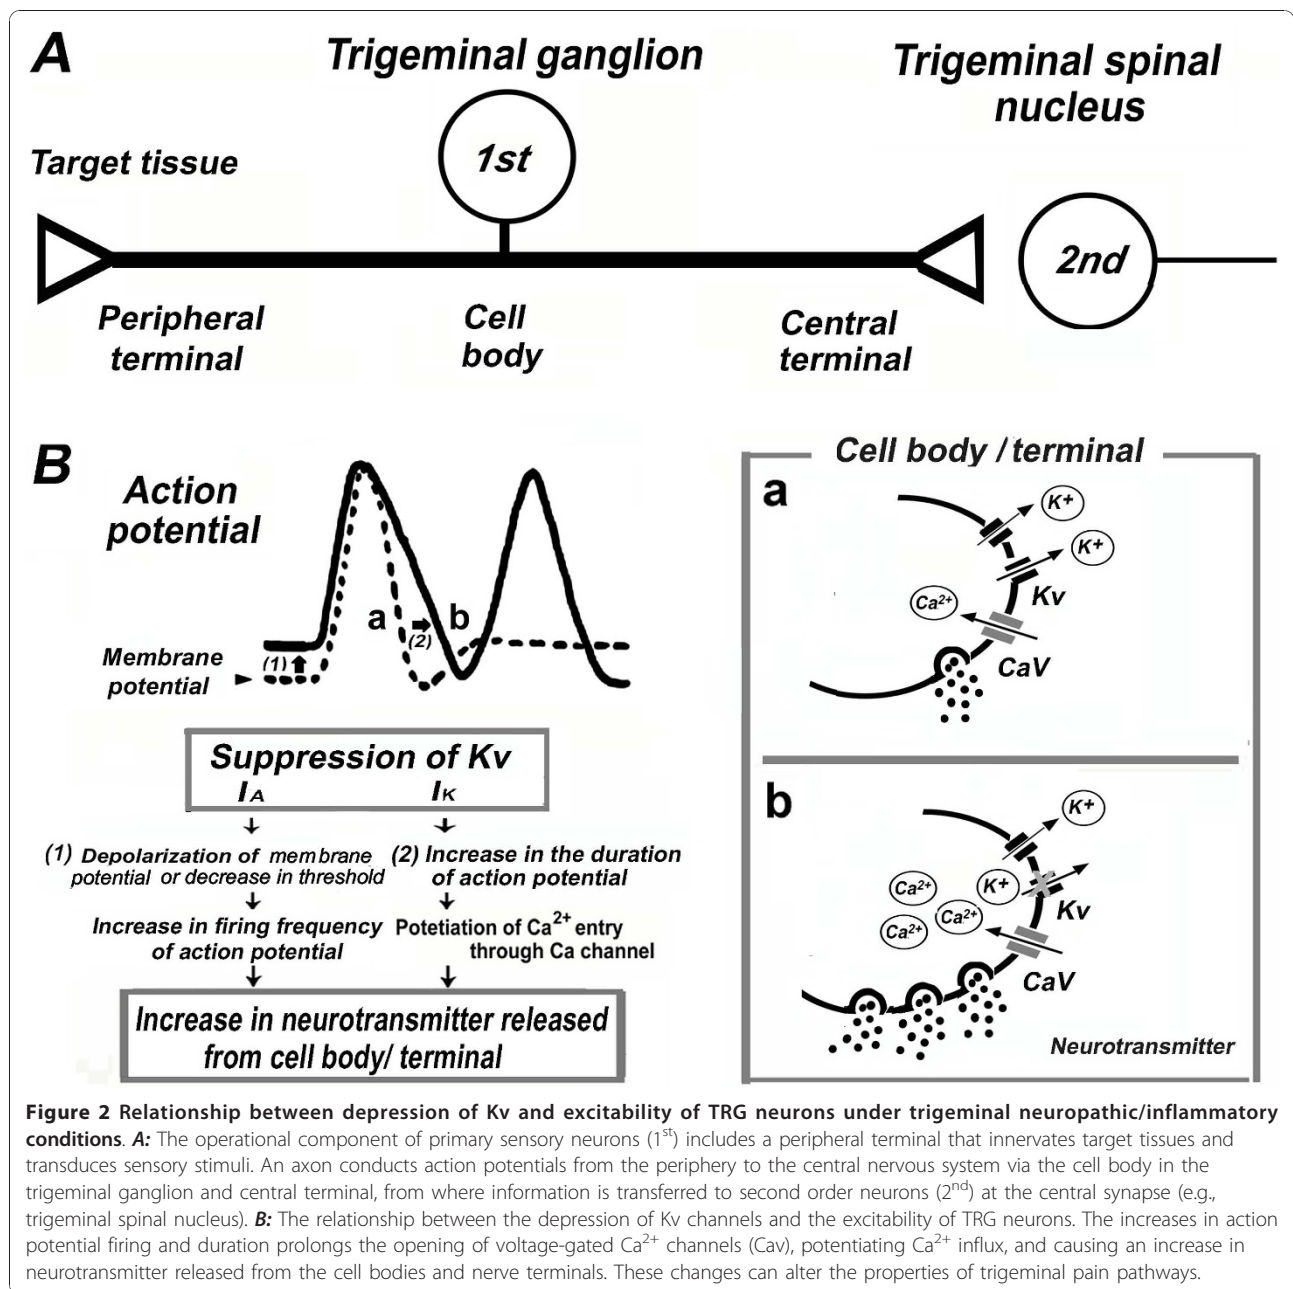 A
Trigeminal ganglion
Trigeminal spinal
nucleus
Target tissue
1st
2nd
Peripheral
terminal
Cell
body
Central
terminal
B
Action
potential
a
b
(2)
(1)
Membrane
potential
Suppression of Kv
IA IK
(1) Depolarization of membrane
potential or decrease in threshold
(2) Increase in the duration
of action potential
Increase in firing frequency
of action potential
Potetiation of Ca2+ entry
through Ca channel
Increase in neurotransmitter released
from cell body/ terminal
Cell body / terminal
a
K+
K+
Ca2+
Kv
CaV
b
K+
Ca2+
K+
Ca2+
Ca2+
Kv
CaV
Neurotransmitter
Figure 2 Relationship between depression of Kv and excitability of TRG neurons under trigeminal neuropathic/inflammatory
conditions. A: The operational component of primary sensory neurons (1st) includes a peripheral terminal that innervates target tissues and
transduces sensory stimuli. An axon conducts action potentials from the periphery to the central nervous system via the cell body in the
trigeminal ganglion and central terminal, from where information is transferred to second order neurons (2nd) at the central synapse (e.g.,
trigeminal spinal nucleus). B: The relationship between the depression of Kv channels and the excitability of TRG neurons. The increases in action
potential firing and duration prolongs the opening of voltage-gated Ca2+ channels (Cav), potentiating Ca2+ influx, and causing an increase in
neurotransmitter released from the cell bodies and nerve terminals. These changes can alter the properties of trigeminal pain pathways.